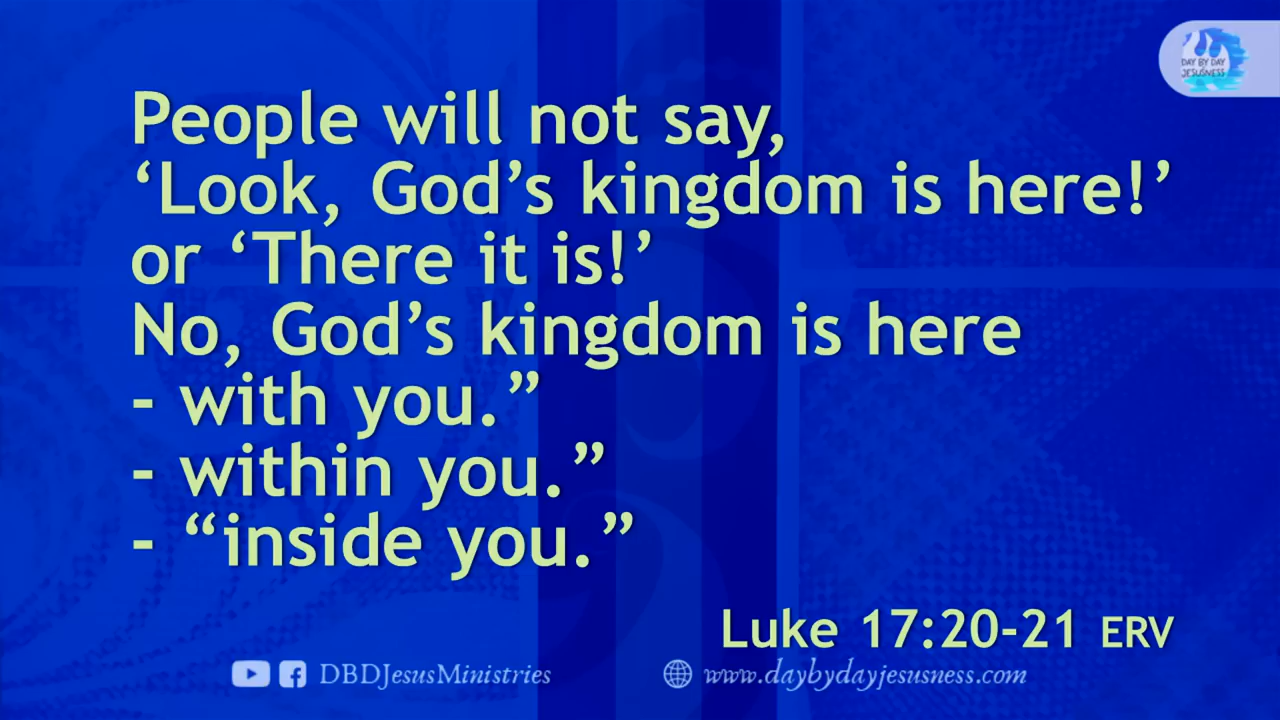 DAY BY DAY
JESUSNESS
People will not say,
‘Look, God’s kingdom is here!’
or ‘There it is!’
No, God’s kingdom is here
- with you.”
- within you.”
- “inside you.”
Luke 17:20-21 ERV
DBDJesusMinistries www.daybydayjesusness.com